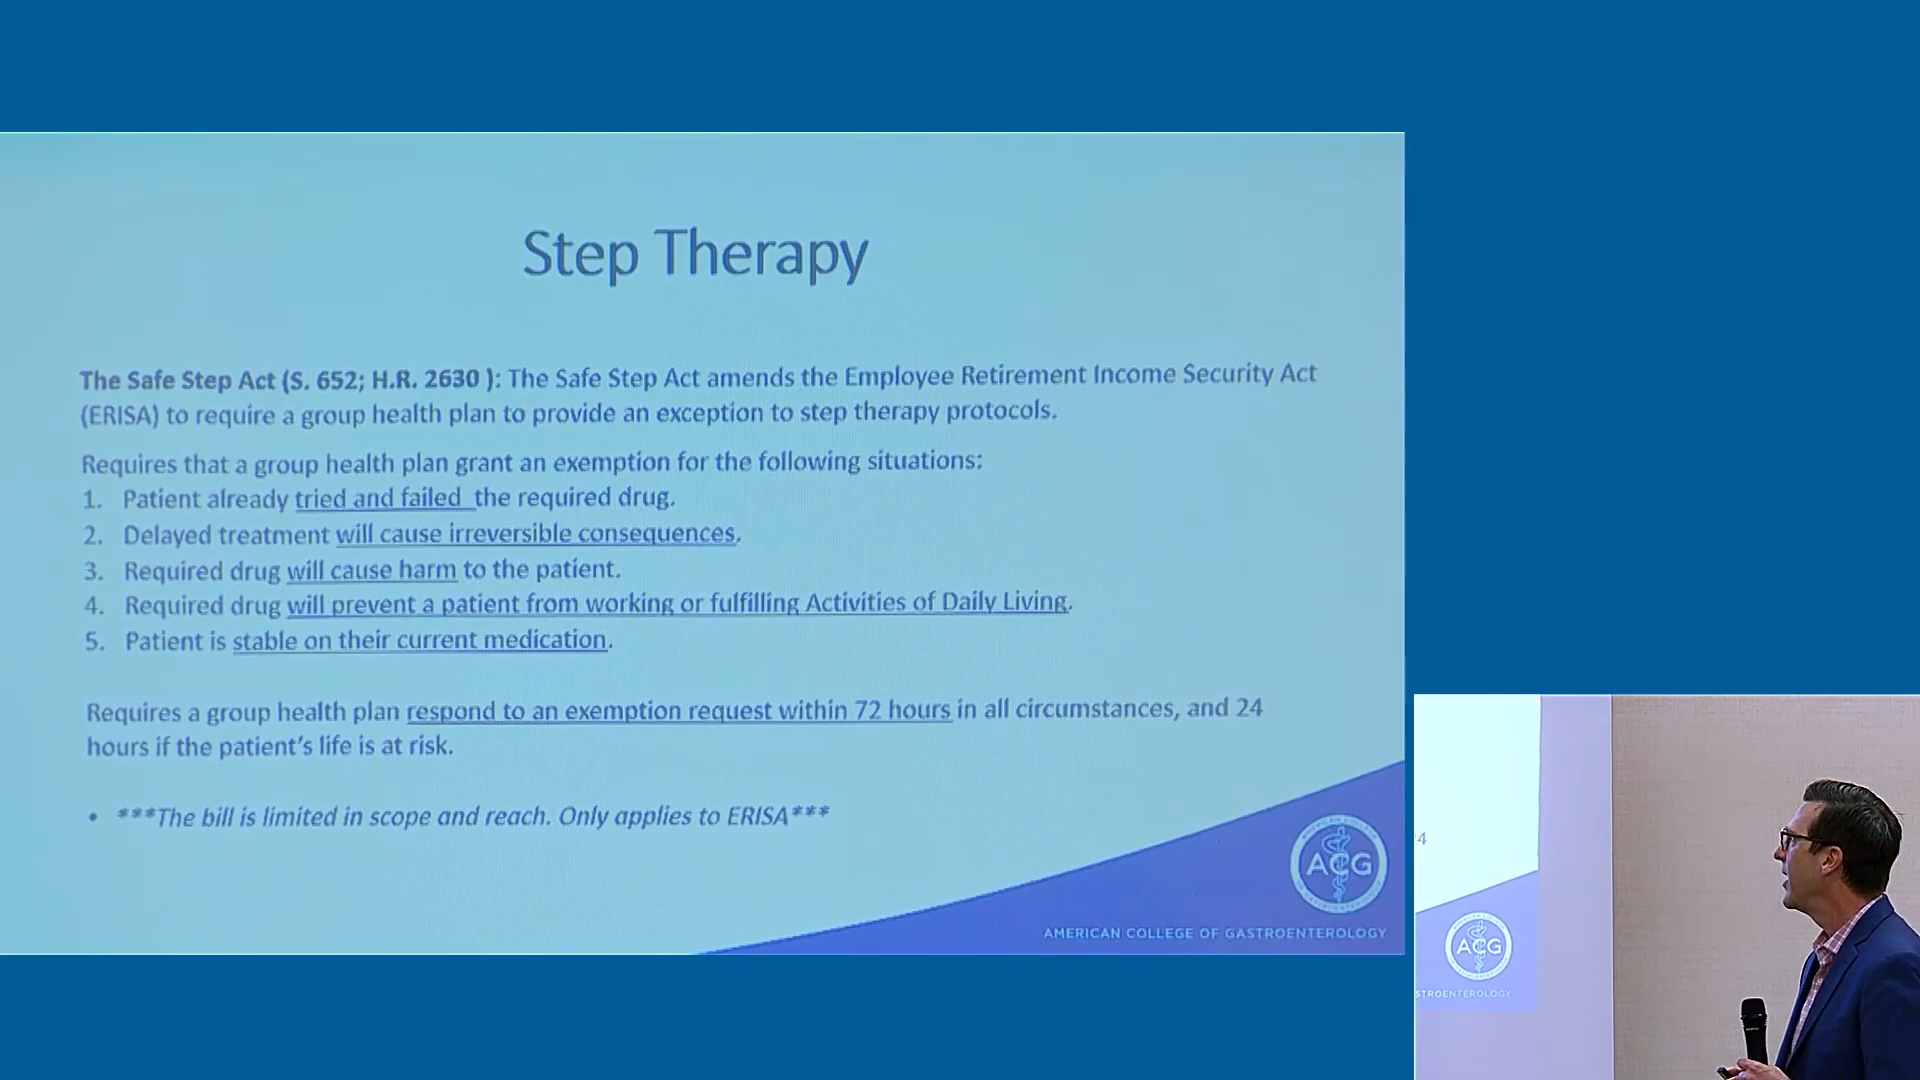 Step Therapy
The Safe Step Act (S. 652; H.R. 2630 ): The Safe Step Act amends the Employee Retirement Income Security Act
(ERISA) to require a group health plan to provide an exception to step therapy protocols.
Requires that a group health plan grant an exemption for the following situations:
1. Patient already tried and failed the required drug.
2. Delayed treatment will cause irreversible consequences.
3. Required drug will cause harm to the patient.
4. Required drug will prevent a patient from working or fulfilling Activities of Daily Living.
5. Patient is stable on their current medication.
Requires a group health plan respond to an exemption request within 72 hours in all circumstances, and 24
hours if the patient's life is at risk.
• ***The bill is limited in scope and reach. Only applies to ERISA***
ACG
AMERICAN COLLEGE OF GASTROENTEROLOGY
4
ACG
STROENTEROLOGY